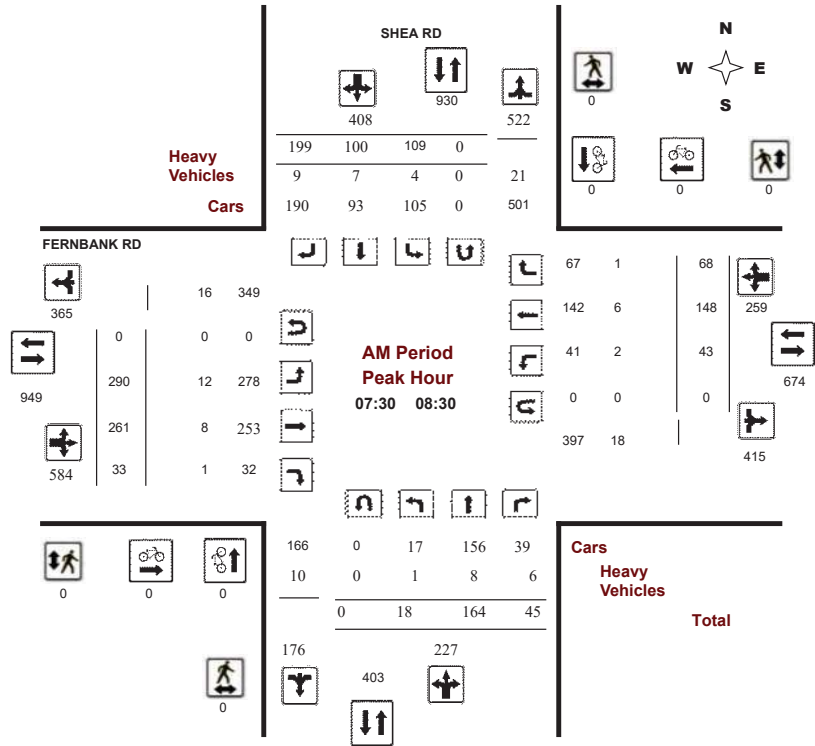 SHEA RD
N
W E
S
930
0
408
522
199 100 109 0
Heavy
Vehicles
9 7 4 0 21
0 0 0
Cars
190 93 105 0 501
FERNBANK RD
365
16 349
67 1 68
259
0 0 0
142 6 148
949
290 12 278
AM Period
Peak Hour
07:30 08:30
41 2 43
674
261 8 253
0 0 0
584
33 1 32
397 18
415
166 0 17 156 39
Cars
10 0 1 8 6
Heavy
Vehicles
0 0 0
0 18 164 45
Total
176
227
403
0